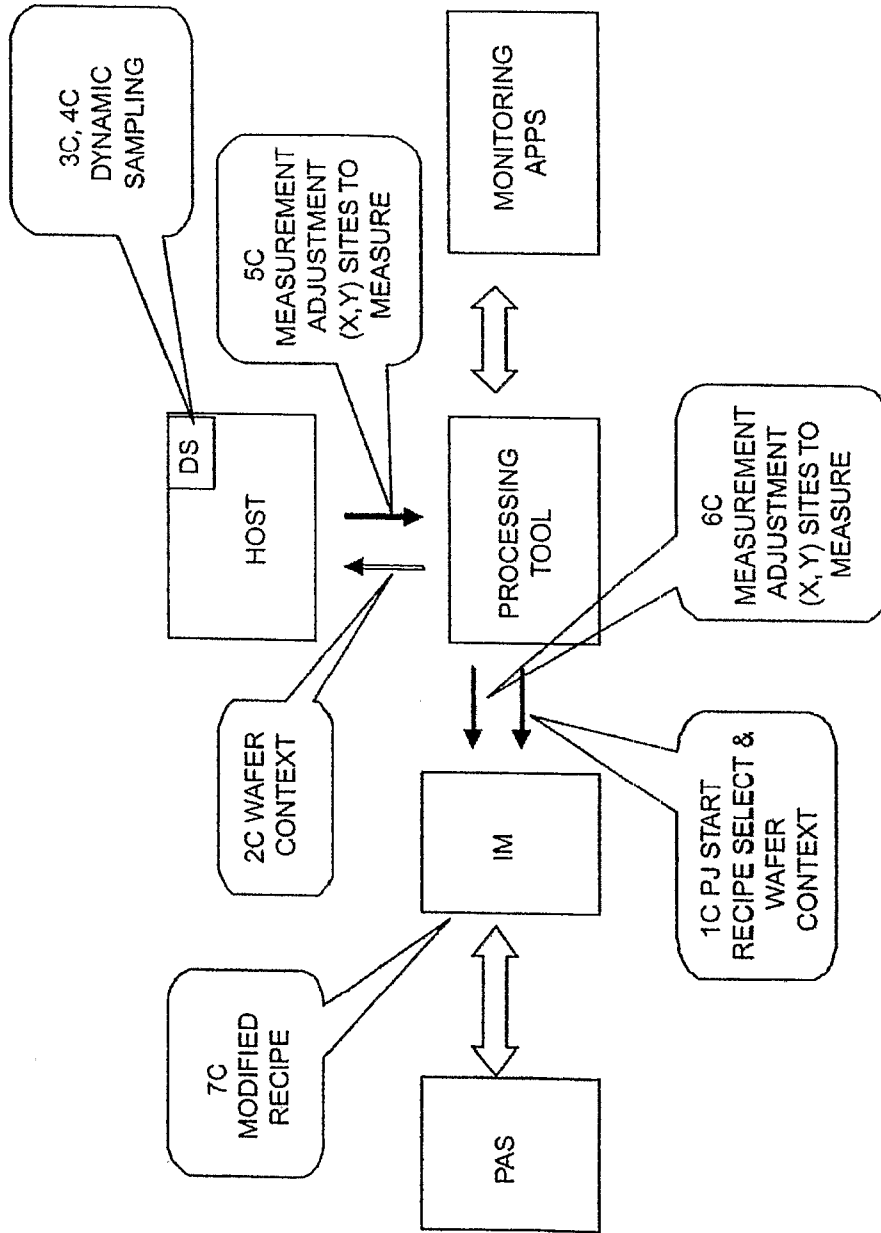 3C, 4C
DYNAMIC
SAMPLING
DS
HOST
5C
MEASUREMENT
ADJUSTMENT
(X,Y) SITES TO
MEASURE
2C WAFER
CONTEXT
7C
MODIFIED
RECIPE
PAS
IM
PROCESSING
TOOL
MONITORING
APPS
1C PJ START
RECIPE SELECT &
WAFER
CONTEXT
6C
MEASUREMENT
ADJUSTMENT
(X, Y) SITES TO
MEASURE